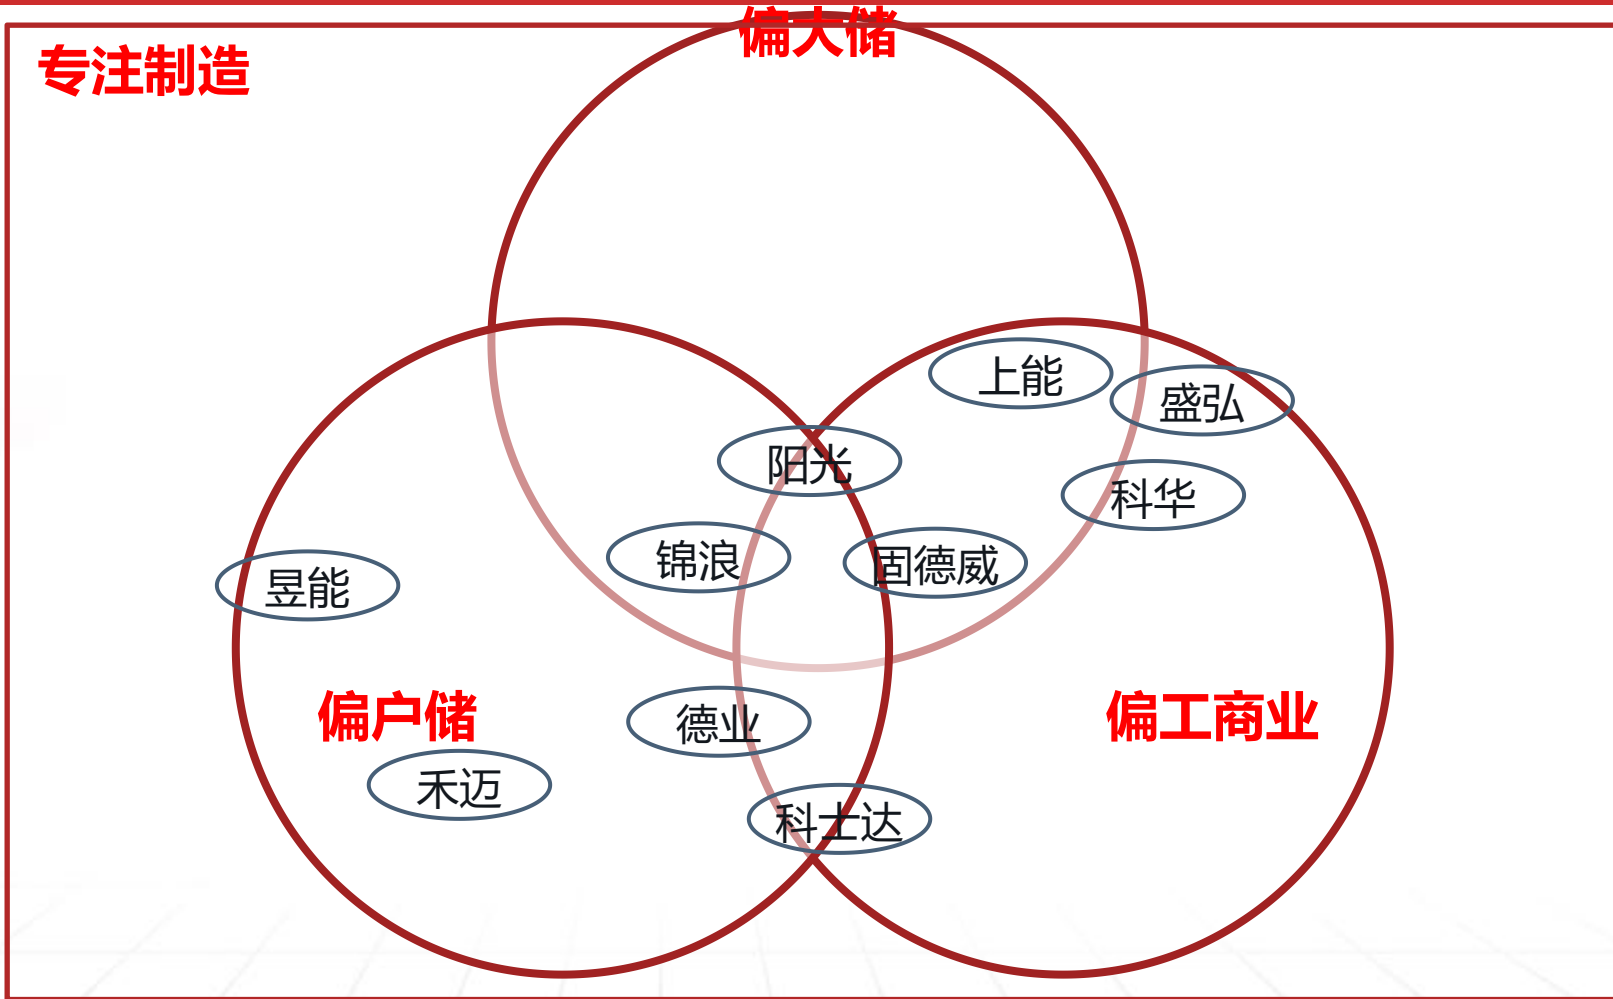 偏大储
专注制造
上能
盛弘
阳光
科华
锦浪
固德威
昱能
偏户储
德业
偏工商业
禾迈
科士达